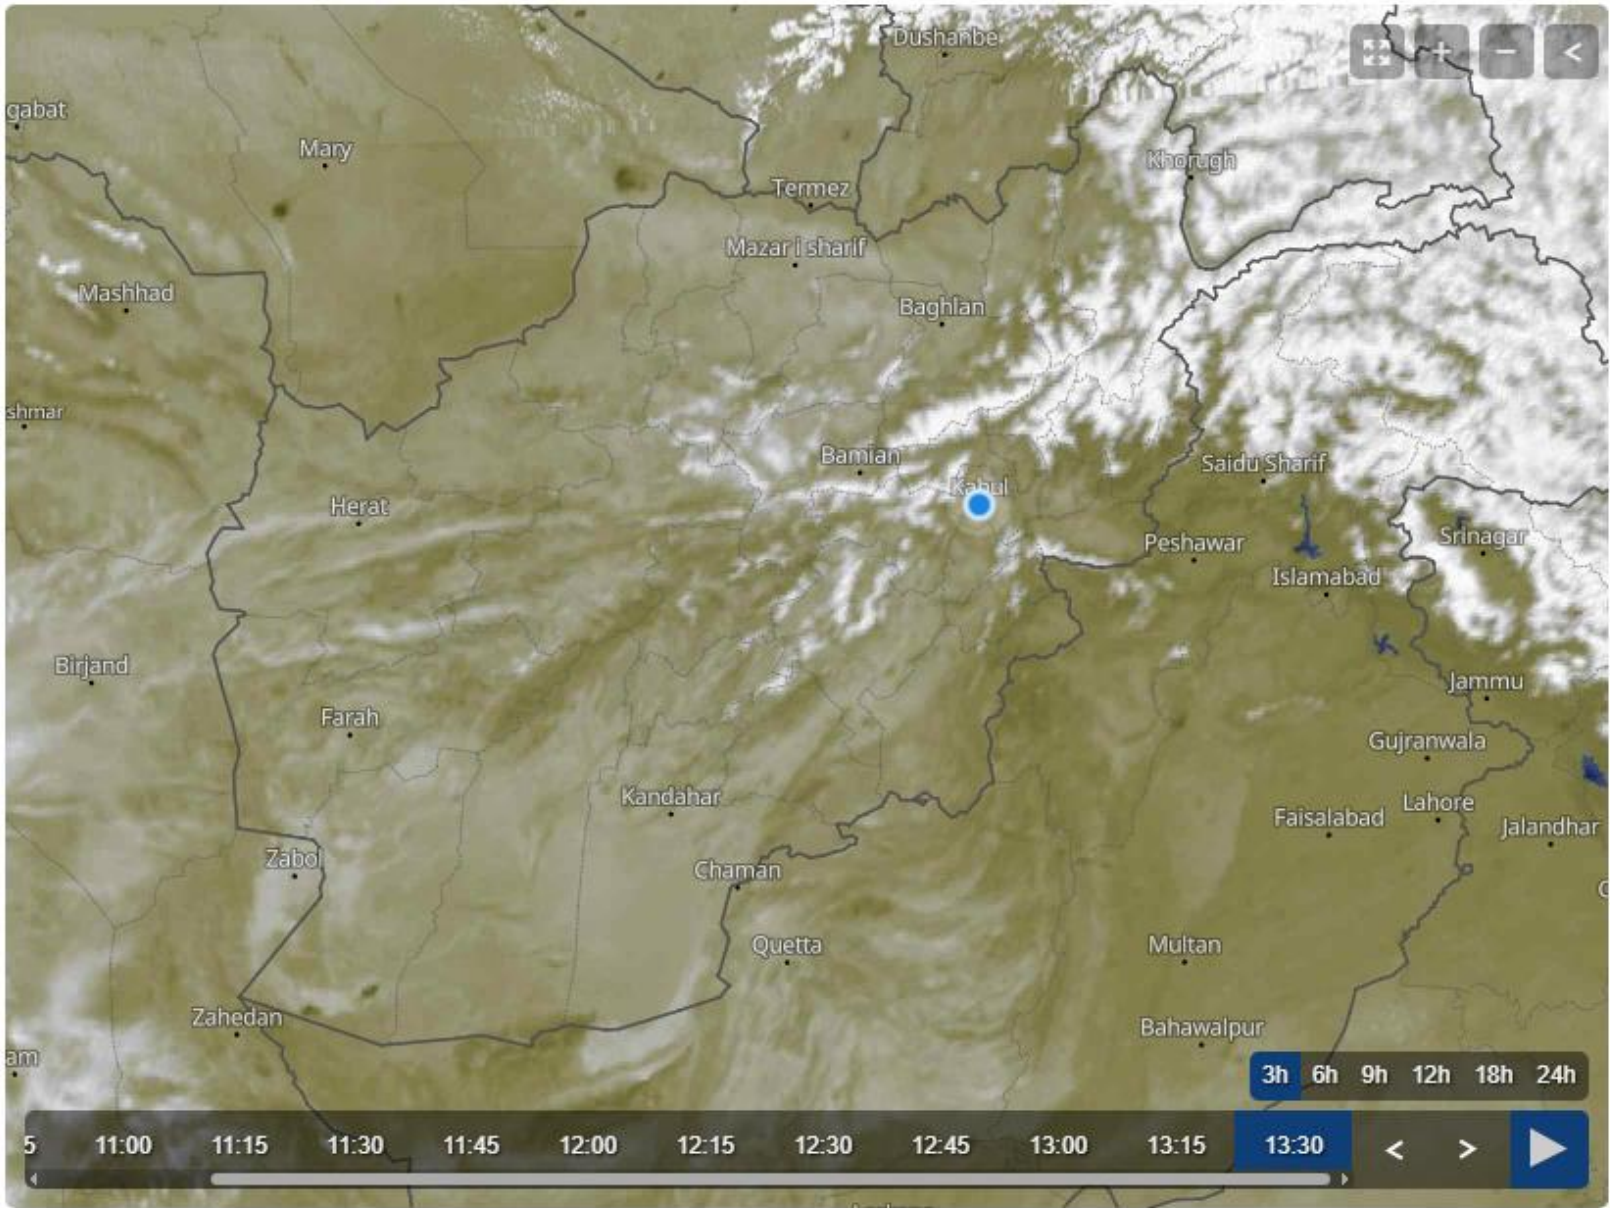 Dushanbe
+
−
<
gabat
Mary
Khorugh
Termez
Mazar i sharif
Mashhad
Baghlan
shmar
Bamian
Saidu Sharif
Kabul
Herat
Peshawar
Srinagar
Islamabad
Birjand
Jammu
Farah
Gujranwala
Kandahar
Faisalabad
Lahore
Jalandhar
Zabol
Chaman
Quetta
Multan
Zahedan
Bahawalpur
am
3h 6h 9h 12h 18h 24h
5 11:00 11:15 11:30 11:45 12:00 12:15 12:30 12:45 13:00 13:15 13:30 < >